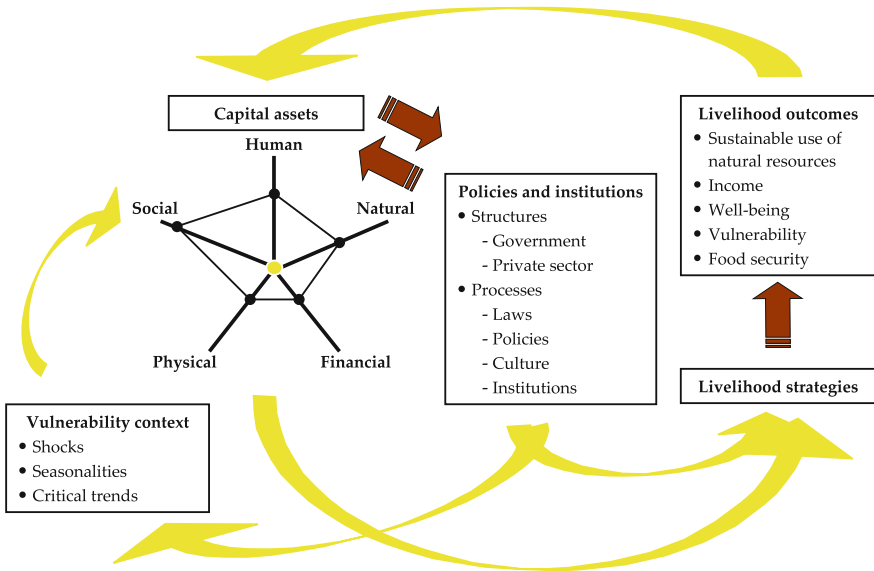 Capital assets
Human
Social
Natural
Physical
Financial
Vulnerability context
• Shocks
• Seasonalities
• Critical trends
Policies and institutions
• Structures
- Government
- Private sector
• Processes
- Laws
- Policies
- Culture
- Institutions
Livelihood outcomes
• Sustainable use of
natural resources
• Income
• Well-being
• Vulnerability
• Food security
Livelihood strategies